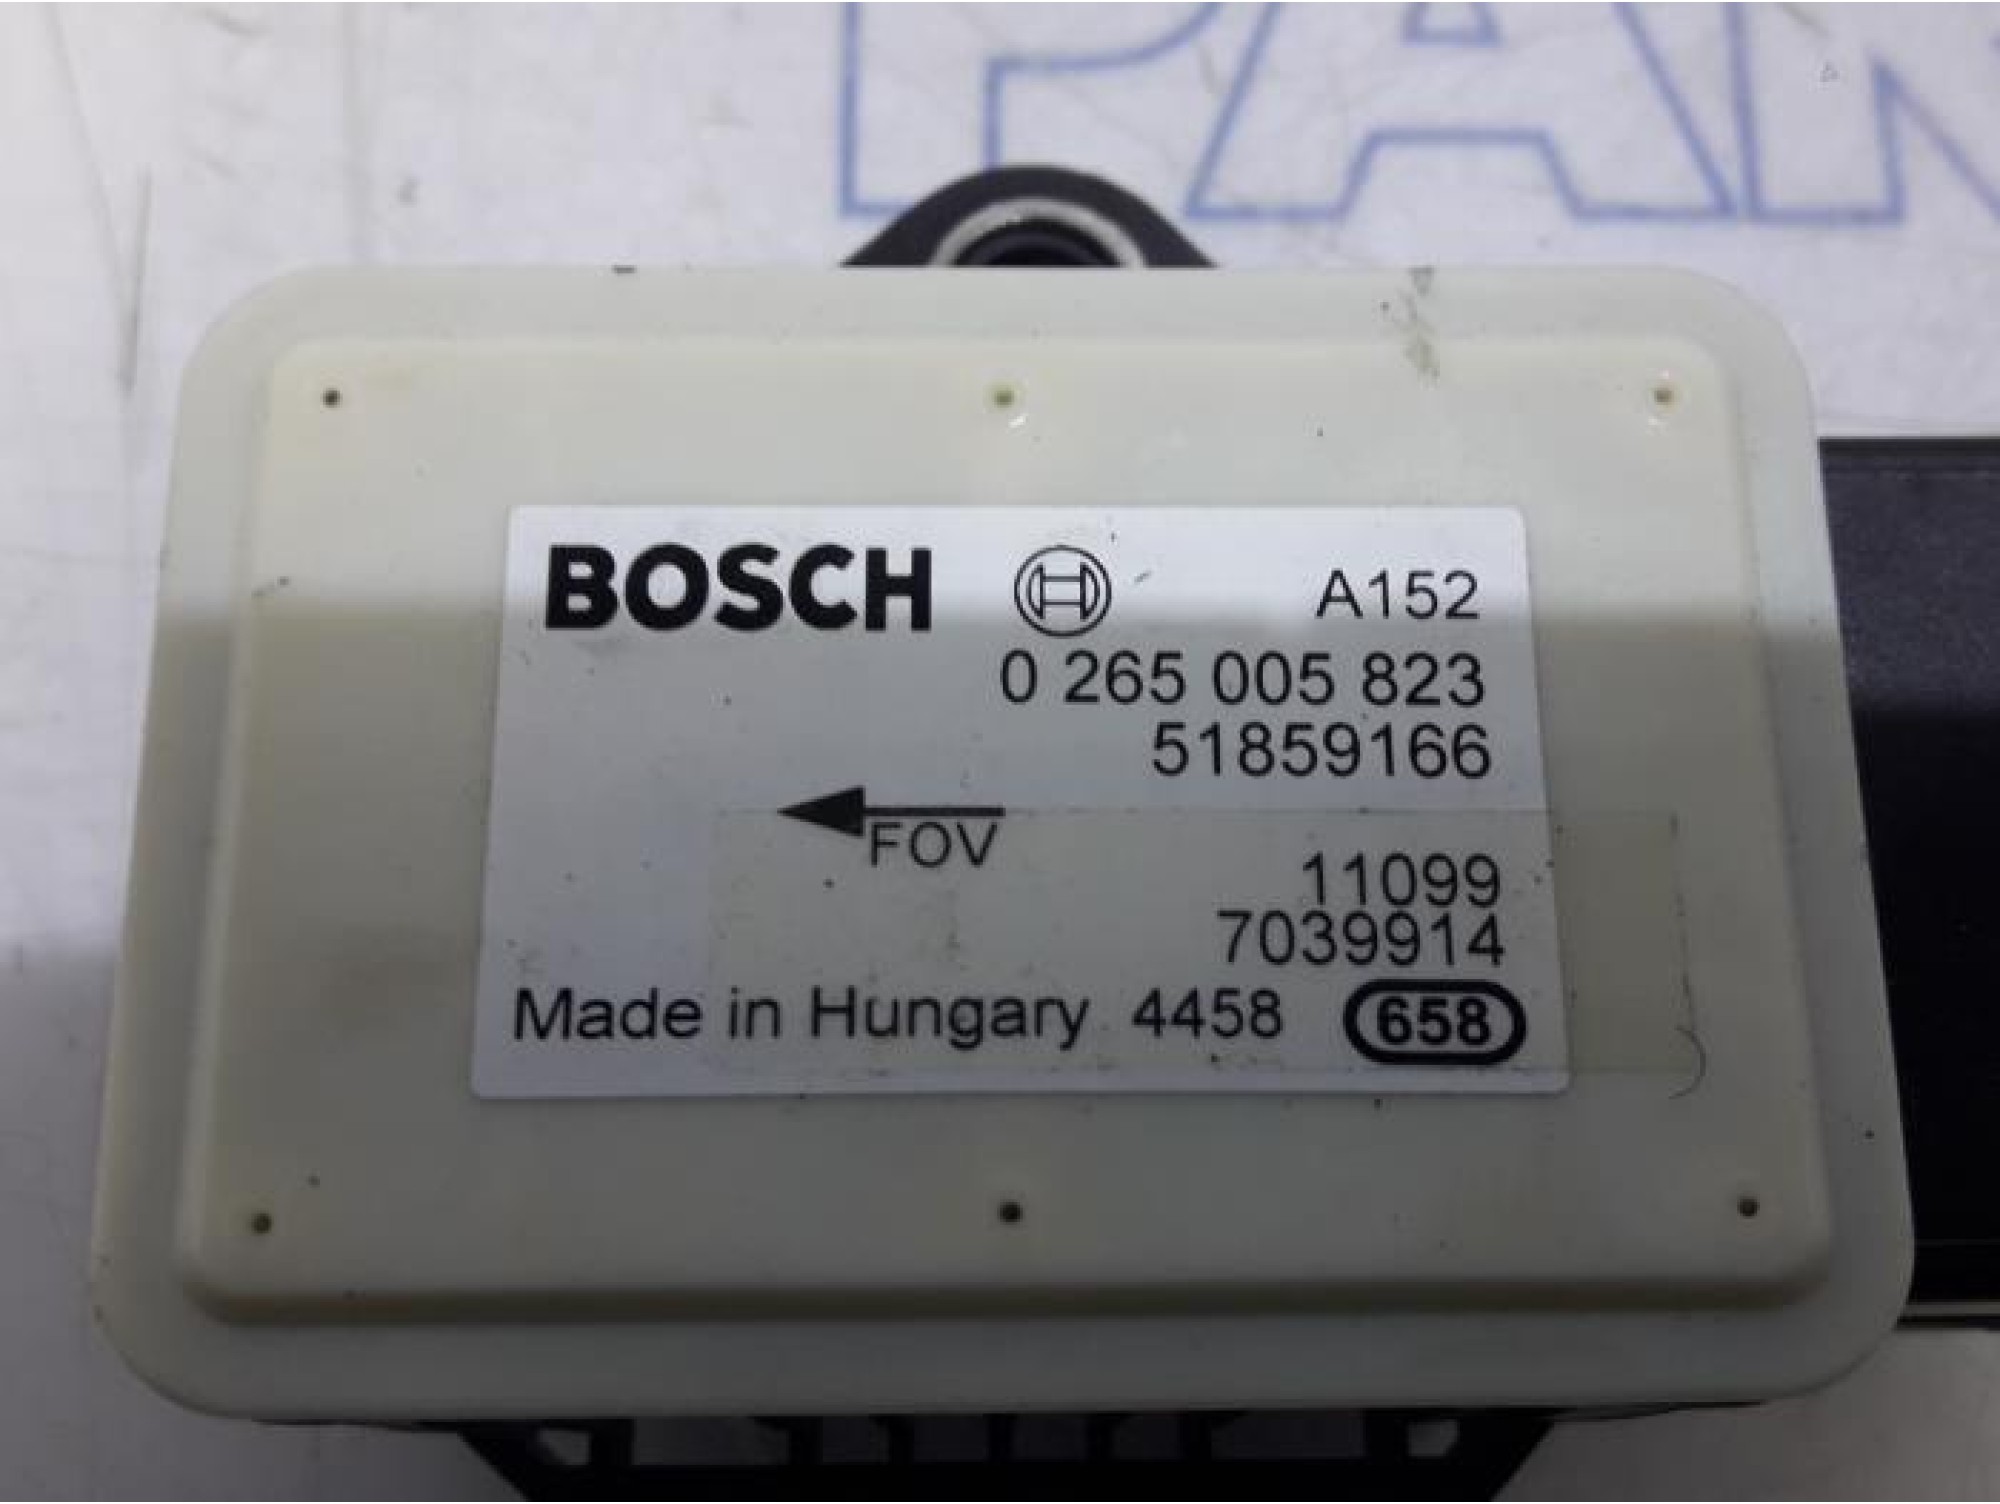 BOSCH A152
0 265 005 823
51859166
FOV
11099
7039914
Made in Hungary 4458 658